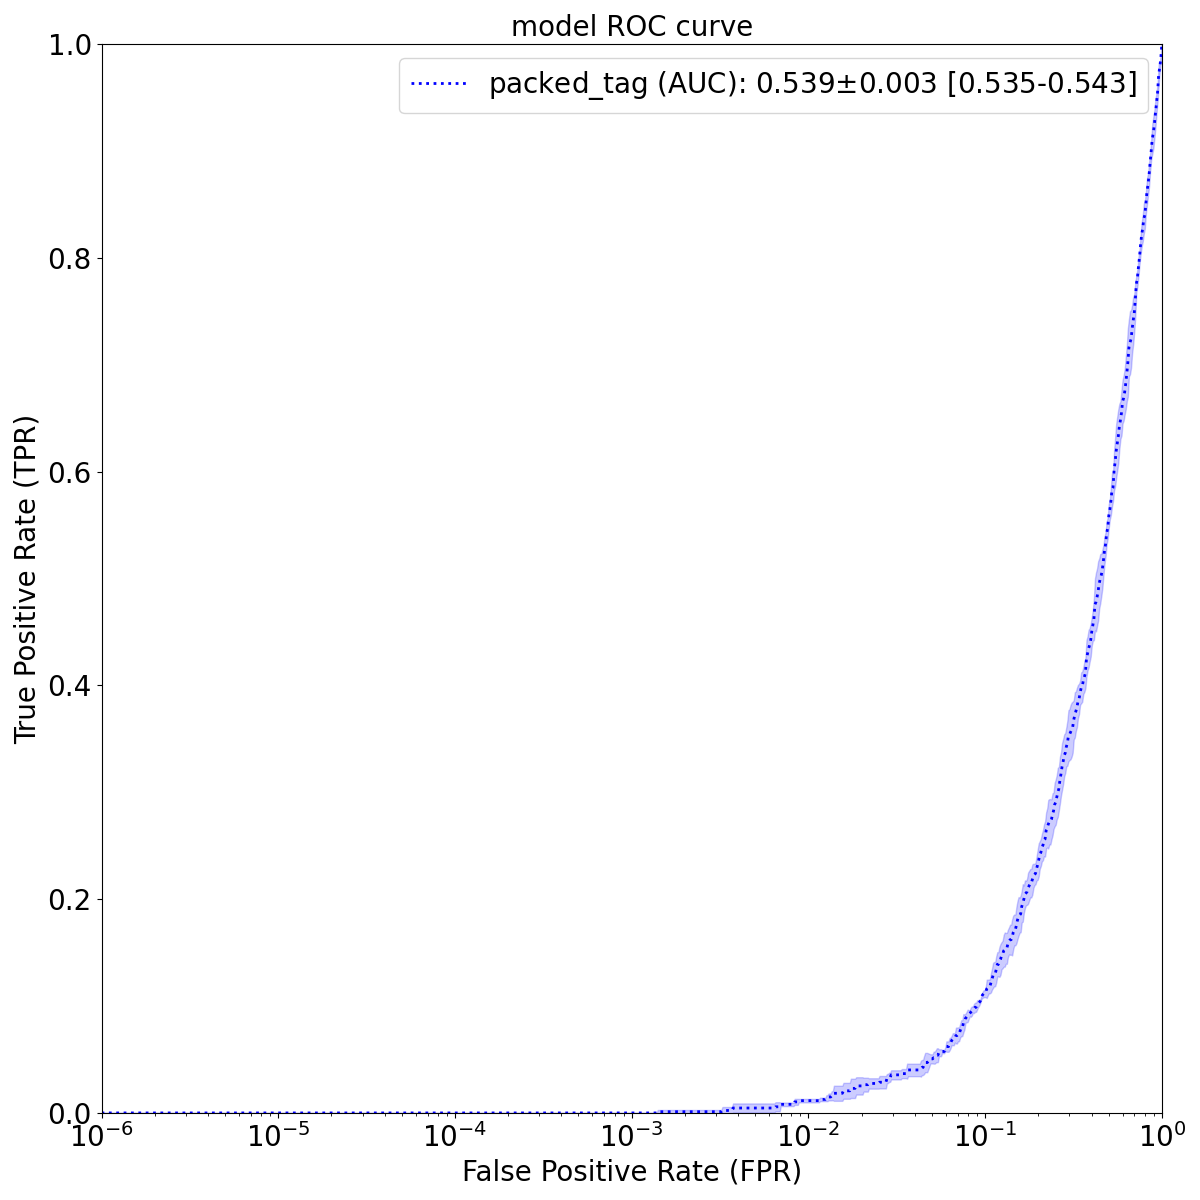 model ROC curve
packed_tag (AUC): 0.539±0.003 [0.535-0.543]
True Positive Rate (TPR)
1.0
0.8
0.6
0.4
0.2
0.0
10⁻⁶ 10⁻⁵ 10⁻⁴ 10⁻³ 10⁻² 10⁻¹ 10⁰
False Positive Rate (FPR)